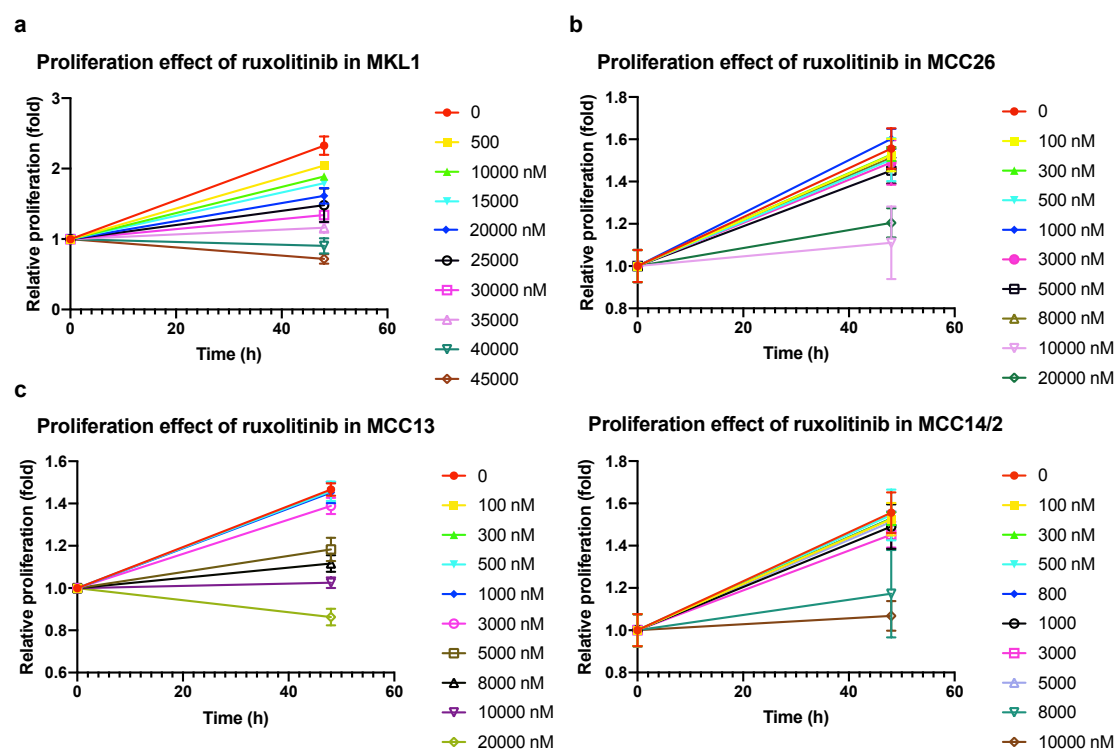 a
Proliferation effect of ruxolitinib in MKL1
Relative proliferation (fold)
3
2
1
0
0
20
40
60
Time (h)
0
500
10000 nM
15000
20000 nM
25000
30000 nM
35000
40000
45000
b
Proliferation effect of ruxolitinib in MCC26
Relative proliferation (fold)
1.8
1.6
1.4
1.2
1.0
0.8
0
20
40
60
Time (h)
0
100 nM
300 nM
500 nM
1000 nM
3000 nM
5000 nM
8000 nM
10000 nM
20000 nM
c
Proliferation effect of ruxolitinib in MCC13
Relative proliferation (fold)
1.6
1.4
1.2
1.0
0.8
0.6
0
20
40
60
Time (h)
0
100 nM
300 nM
500 nM
1000 nM
3000 nM
5000 nM
8000 nM
10000 nM
20000 nM
Proliferation effect of ruxolitinib in MCC14/2
Relative proliferation (fold)
1.8
1.6
1.4
1.2
1.0
0.8
0
20
40
60
Time (h)
0
100 nM
300 nM
500 nM
800
1000
3000
5000
8000
10000 nM